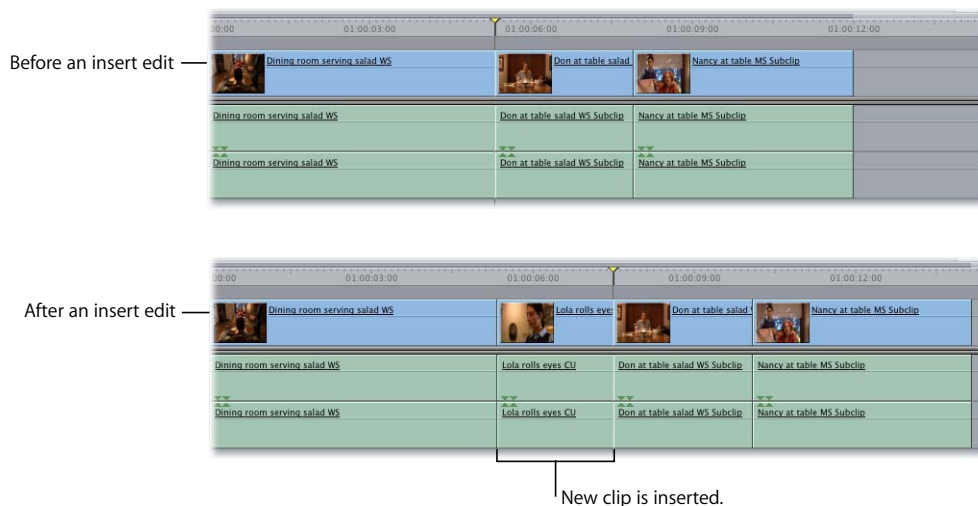 00:00 01:00:03:00 01:00:06:00 01:00:09:00 01:00:12:00
Before an insert edit
Dining room serving salad WS Don at table salad Nancy at table MS Subclip
Dining room serving salad WS Don at table salad WS Subclip Nancy at table MS Subclip
Dining room serving salad WS Don at table salad WS Subclip Nancy at table MS Subclip
00:00 01:00:03:00 01:00:06:00 01:00:09:00 01:00:12:00
After an insert edit
Dining room serving salad WS Lola rolls eyes Don at table salad Nancy at table MS Subclip
Dining room serving salad WS Lola rolls eyes CU Don at table salad WS Subclip Nancy at table MS Subclip
Dining room serving salad WS Lola rolls eyes CU Don at table salad WS Subclip Nancy at table MS Subclip
New clip is inserted.